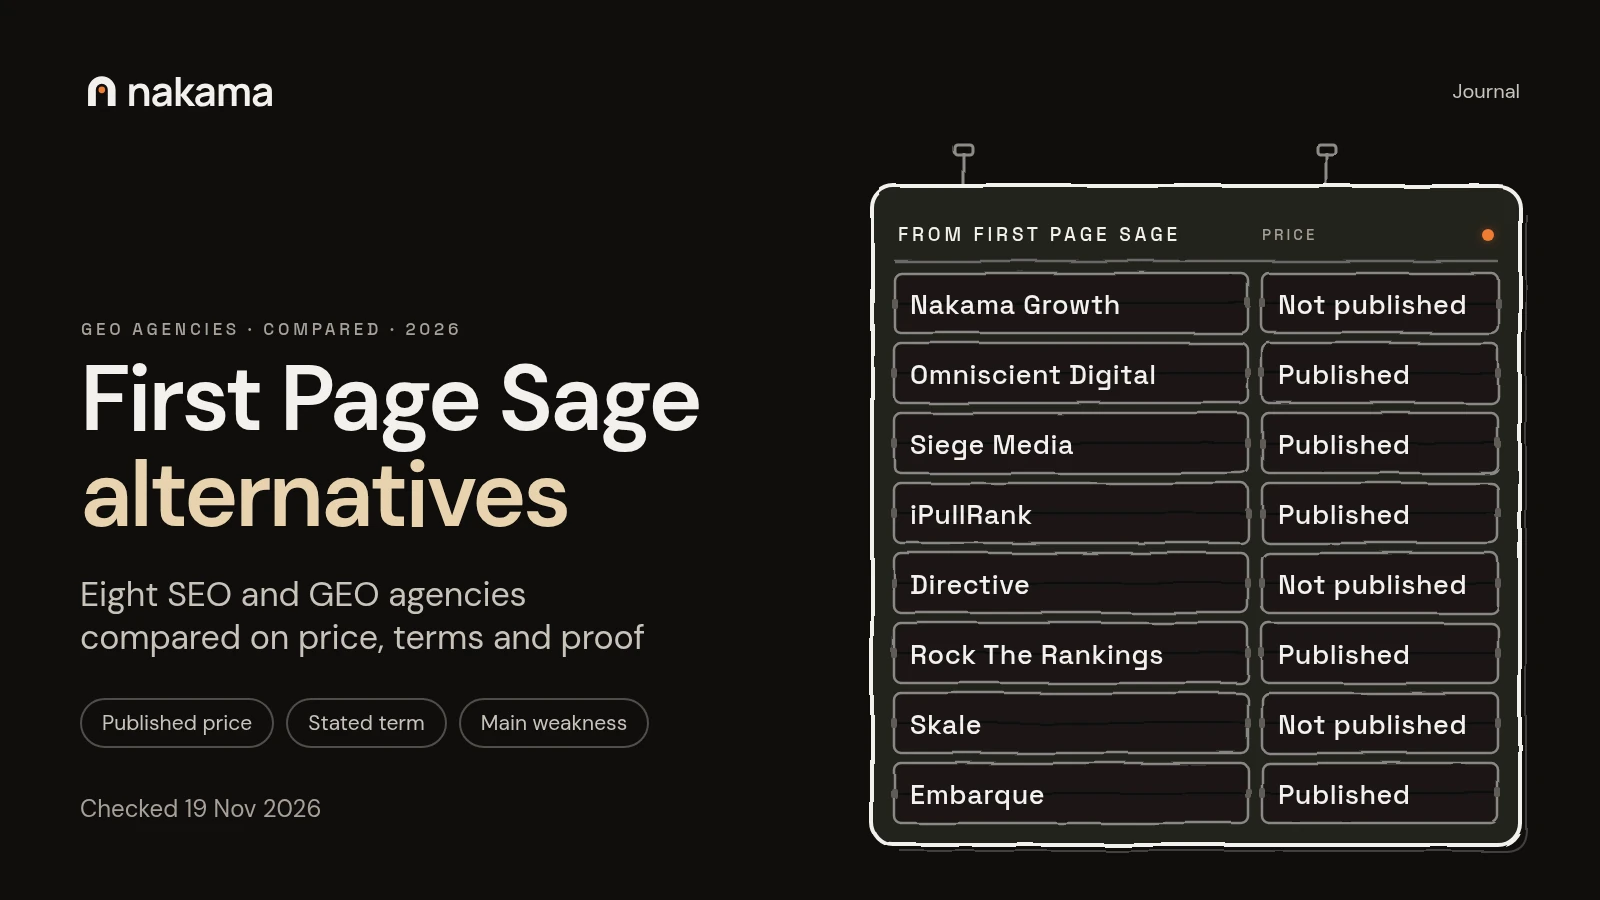 nakama
Journal
GEO AGENCIES · COMPARED · 2026
First Page Sage
alternatives
Eight SEO and GEO agencies
compared on price, terms and proof
Published price
Stated term
Main weakness
Checked 19 Nov 2026
FROM FIRST PAGE SAGE PRICE
Nakama Growth Not published
Omniscient Digital Published
Siege Media Published
iPullRank Published
Directive Not published
Rock The Rankings Published
Skale Not published
Embarque Published